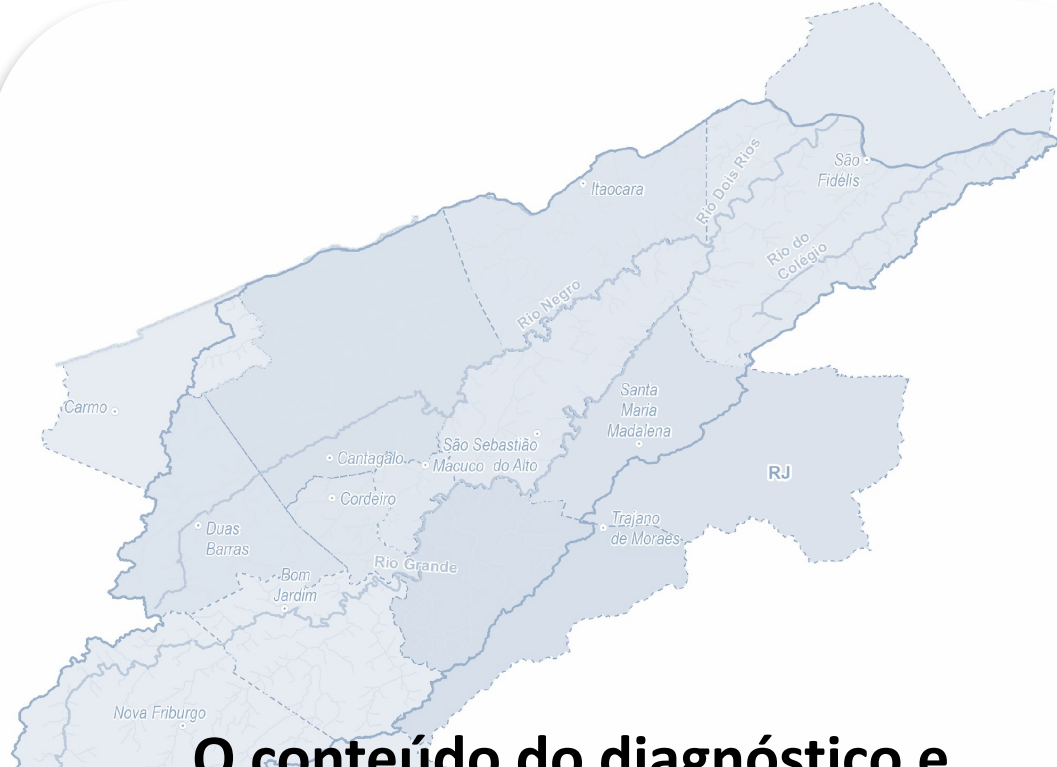 São
Fidélis
Rio Dois Rios
Itaocara
Rio do
Colégio
Rio Negro
Santa
Maria
Madalena
Carmo
São Sebastião
do Alto
Cantagalo
Macuco
RJ
Cordeiro
Trajano
de Moraes
Duas
Barras
Rio Grande
Bom
Jardim
Nova Friburgo
O conteúdo do diagnóstico e